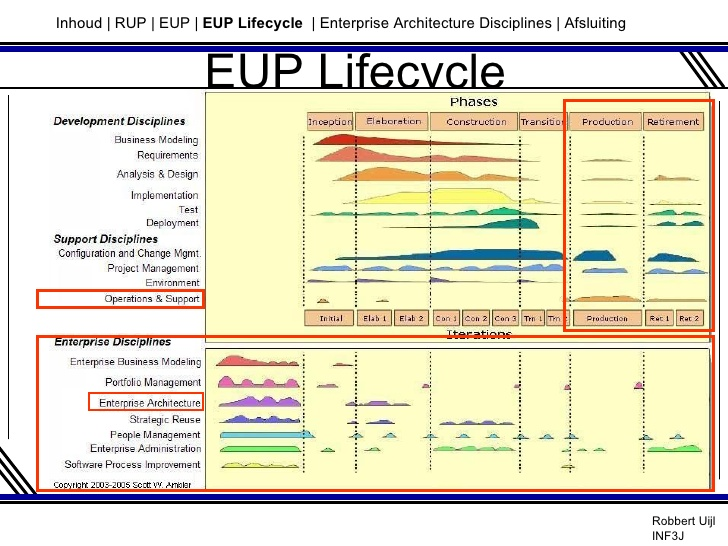 Inhoud | RUP | EUP | EUP Lifecycle | Enterprise Architecture Disciplines | Afsluiting
EUP Lifecycle
Phases
Development Disciplines
Inception Elaboration Construction Transition Production Retirement
Business Modeling
Requirements
Analysis & Design
Implementation
Test
Deployment
Support Disciplines
Configuration and Change Mgmt.
Project Management
Environment
Operations & Support
Initial Elab 1 Elab 2 Con 1 Con 2 Con 3 Trn 1 Trn 2 Production Ret 1 Ret 2
Iterations
Enterprise Disciplines
Enterprise Business Modeling
Portfolio Management
Enterprise Architecture
Strategic Reuse
People Management
Enterprise Administration
Software Process Improvement
Copyright 2003-2005 Scott W. Ambler
Robbert Uijl
INF3J